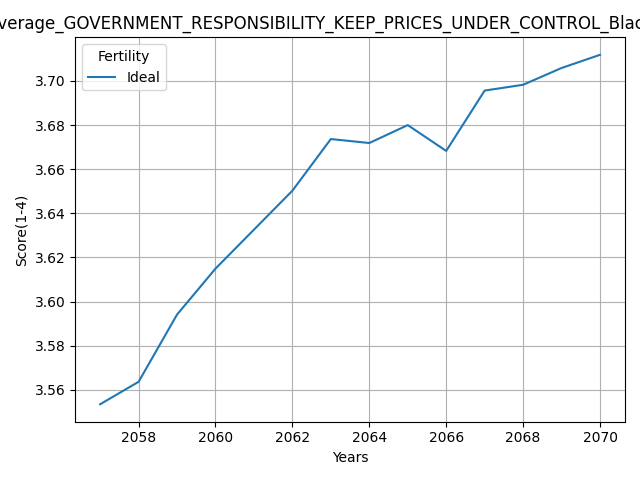 verage_GOVERNMENT_RESPONSIBILITY_KEEP_PRICES_UNDER_CONTROL_Blac
Fertility
Ideal
3.70
3.68
3.66
3.64
3.62
3.60
3.58
3.56
Score(1-4)
2058 2060 2062 2064 2066 2068 2070
Years